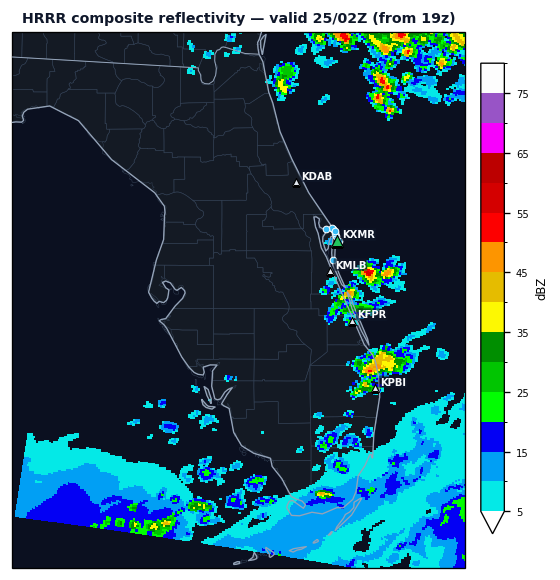 HRRR composite reflectivity — valid 25/02Z (from 19z)
KDAB
KXMR
KMLB
KFPR
KPBI
75
65
55
45
35
25
15
5
dBZ